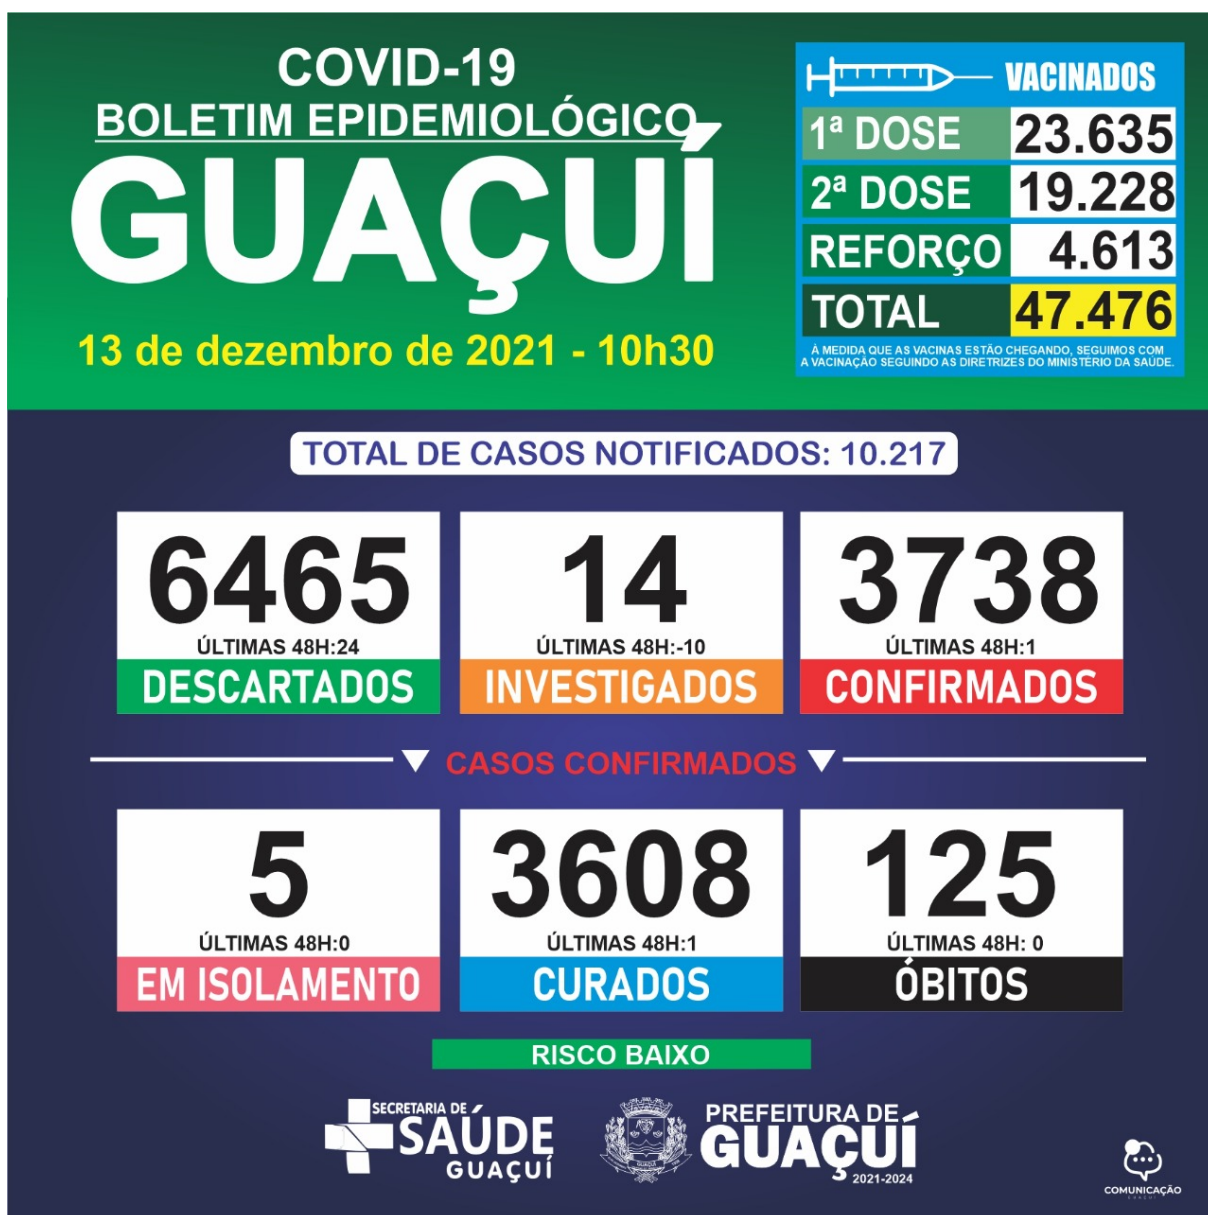 COVID-19
BOLETIM EPIDEMIOLÓGICO
GUAÇUÍ
13 de dezembro de 2021 - 10h30
VACINADOS
1ª DOSE 23.635
2ª DOSE 19.228
REFORÇO 4.613
TOTAL 47.476
À MEDIDA QUE AS VACINAS ESTÃO CHEGANDO, SEGUIMOS COM
A VACINAÇÃO SEGUINDO AS DIRETRIZES DO MINISTÉRIO DA SAÚDE.
TOTAL DE CASOS NOTIFICADOS: 10.217
6465
ÚLTIMAS 48H:24
DESCARTADOS
14
ÚLTIMAS 48H:-10
INVESTIGADOS
3738
ÚLTIMAS 48H:1
CONFIRMADOS
CASOS CONFIRMADOS
5
ÚLTIMAS 48H:0
EM ISOLAMENTO
3608
ÚLTIMAS 48H:1
CURADOS
125
ÚLTIMAS 48H: 0
ÓBITOS
RISCO BAIXO
SECRETARIA DE
SAÚDE
GUAÇUÍ
PREFEITURA DE
GUAÇUÍ
2021-2024
COMUNICAÇÃO